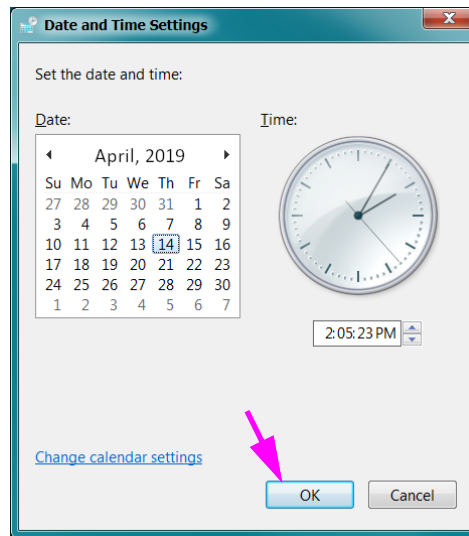 Date and Time Settings
Set the date and time:
Date:
Time:
April, 2019
Su Mo Tu We Th Fr Sa
27 28 29 30 31 1 2
3 4 5 6 7 8 9
10 11 12 13 14 15 16
17 18 19 20 21 22 23
24 25 26 27 28 29 30
1 2 3 4 5 6 7
2:05:23 PM
Change calendar settings
OK
Cancel